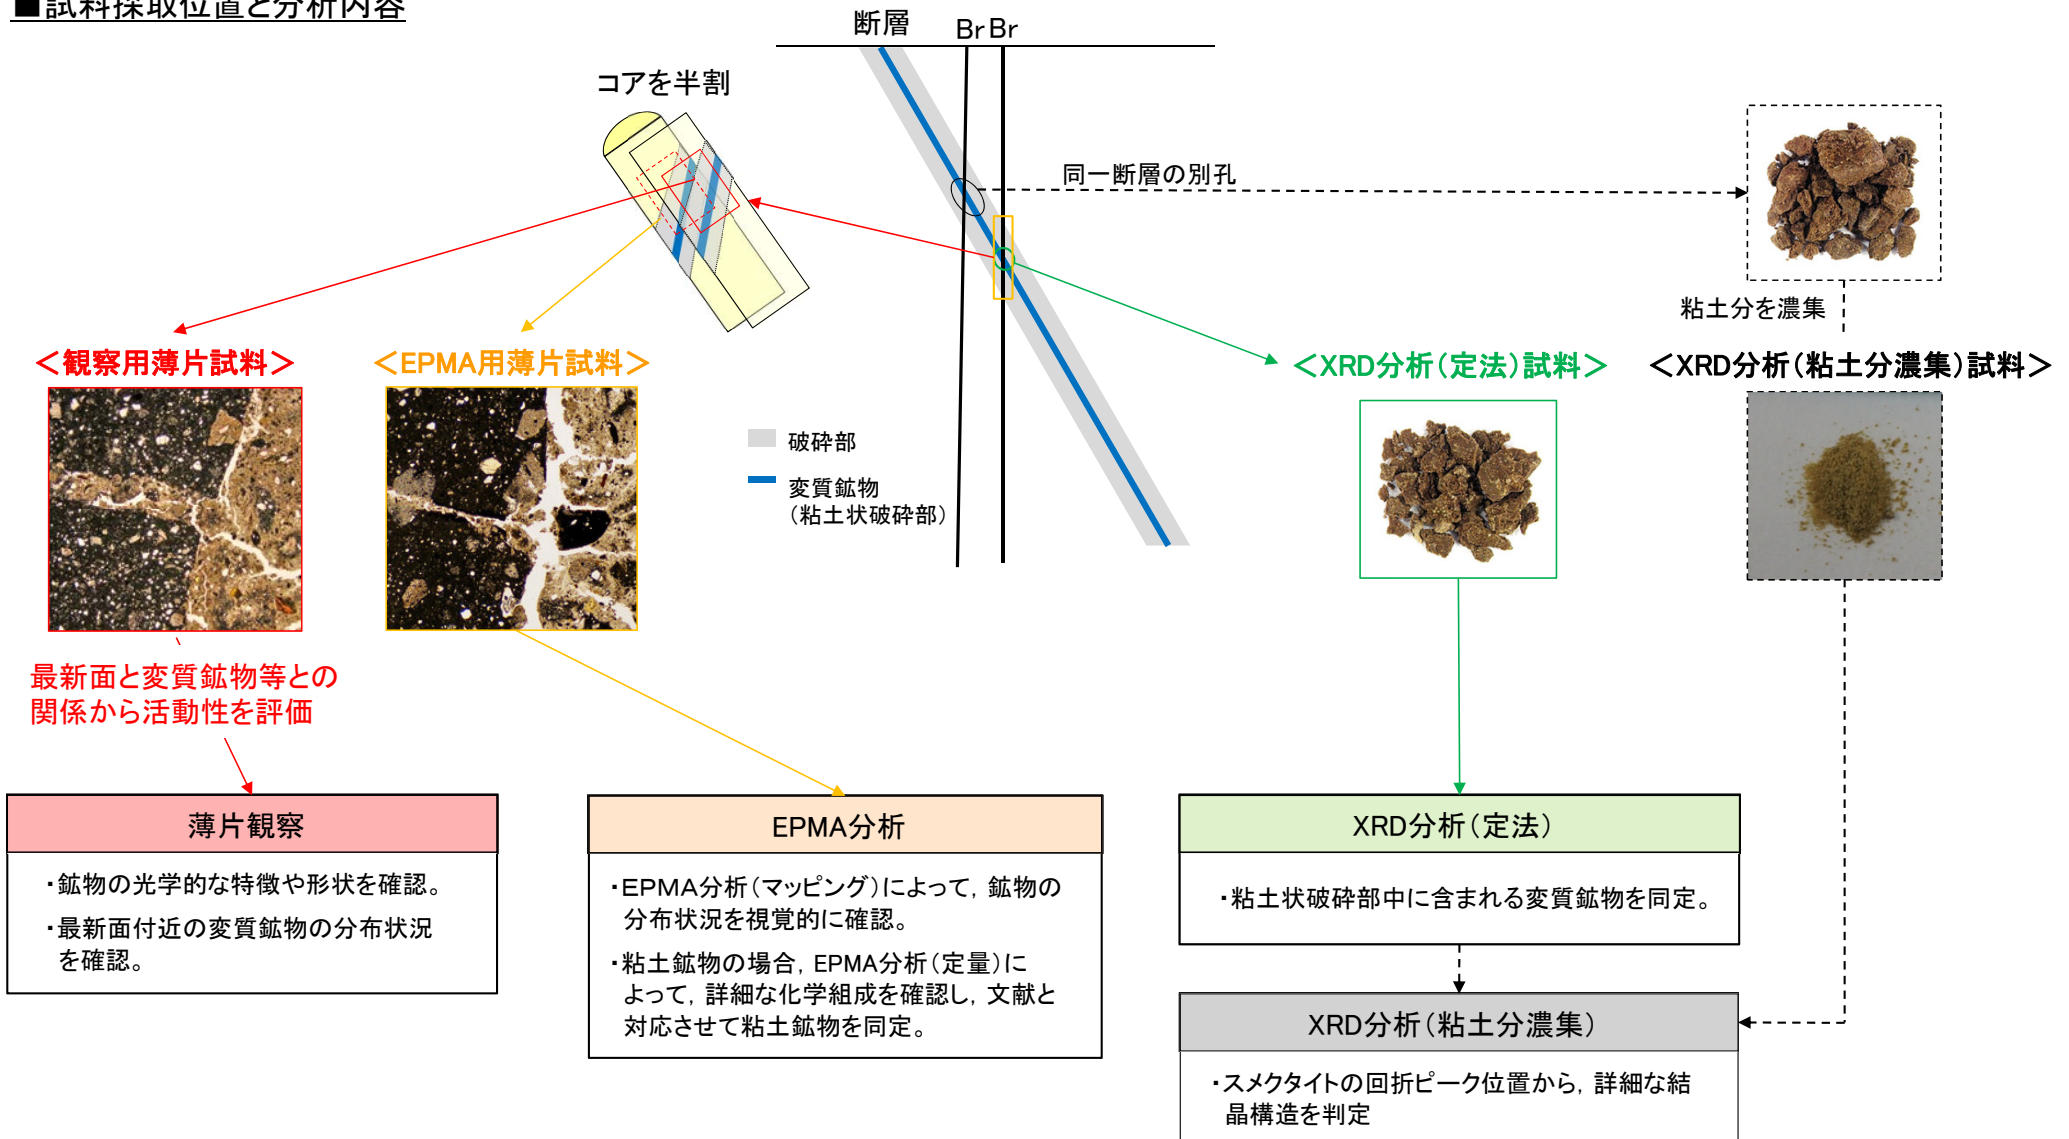 ■試料採取位置と分析内容
断層
Br
Br
コアを半割
同一断層の別孔
粘土分を濃集
＜観察用薄片試料＞
＜EPMA用薄片試料＞
＜XRD分析（定法）試料＞
＜XRD分析（粘土分濃集）試料＞
破砕部
変質鉱物
（粘土状破砕部）
最新面と変質鉱物等との
関係から活動性を評価
薄片観察
・鉱物の光学的な特徴や形状を確認。
・最新面付近の変質鉱物の分布状況
を確認。
EPMA分析
・EPMA分析（マッピング）によって，鉱物の
分布状況を視覚的に確認。
・粘土鉱物の場合，EPMA分析（定量）に
よって，詳細な化学組成を確認し，文献と
対応させて粘土鉱物を同定。
XRD分析（定法）
・粘土状破砕部中に含まれる変質鉱物を同定。
XRD分析（粘土分濃集）
・スメクタイトの回折ピーク位置から，詳細な結
晶構造を判定